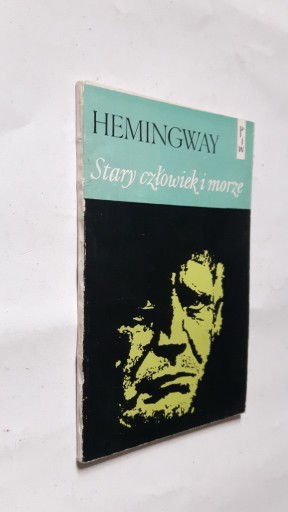 HEMINGWAY
PIW
Stary człowiek i morze